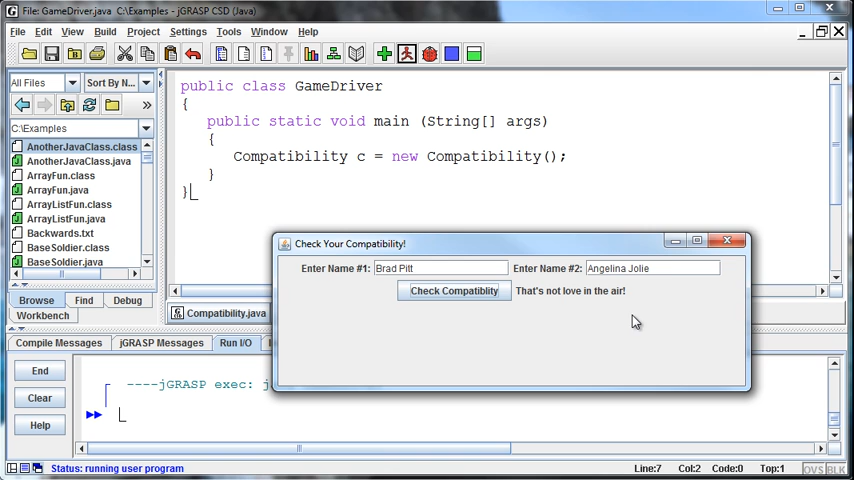 File: GameDriver.java  C:\Examples - jGRASP CSD (Java)
File Edit View Build Project Settings Tools Window Help
All Files
Sort By N...
C:\Examples
AnotherJavaClass.class
AnotherJavaClass.java
ArrayFun.class
ArrayFun.java
ArrayListFun.class
ArrayListFun.java
Backwards.txt
BaseSoldier.class
BaseSoldier.java
Browse Find Debug
Workbench
public class GameDriver
{
public static void main (String[] args)
{
Compatibility c = new Compatibility();
}
}
Compatibility.java
Check Your Compatibility!
Enter Name #1: Brad Pitt Enter Name #2: Angelina Jolie
Check Compatiblity That's not love in the air!
Compile Messages jGRASP Messages Run I/O
End
Clear
Help
----jGRASP exec:
Status: running user program
Line:7 Col:2 Code:0 Top:1 OVS BLK